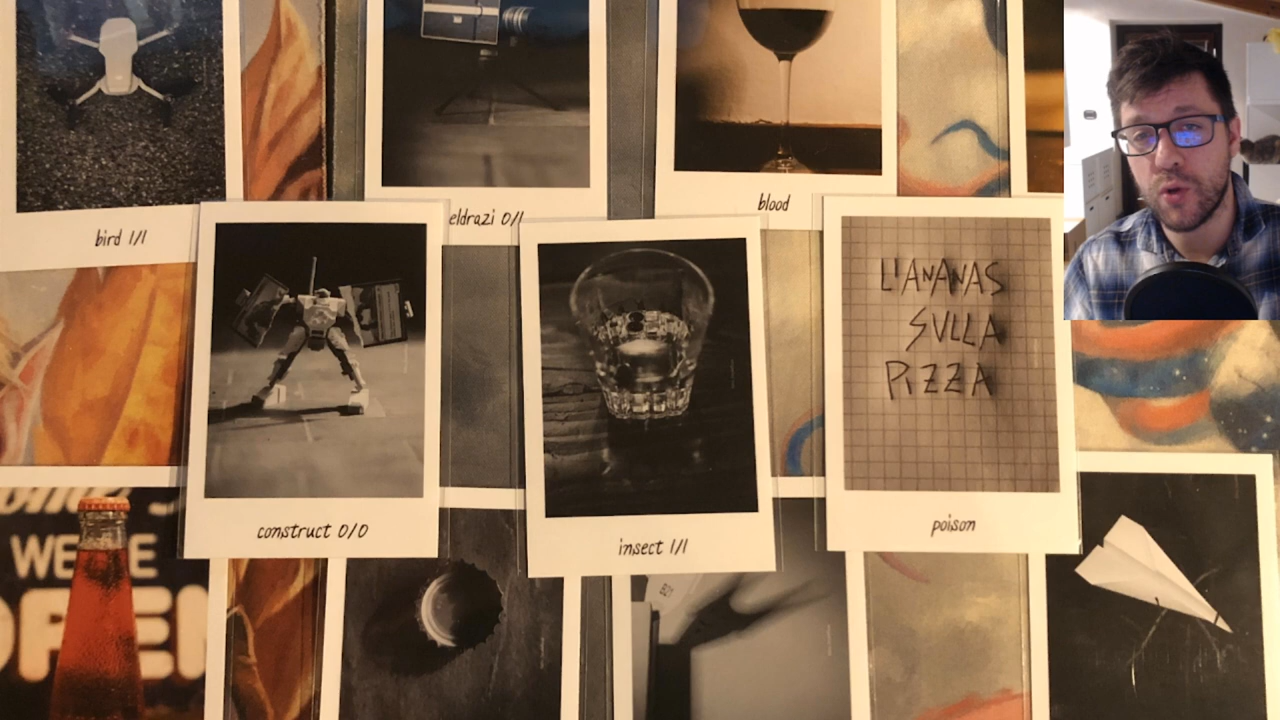 bird 1/1
eldrazi 0/1
blood
L'ANANAS
SULLA
PIZZA
construct 0/0
insect 1/1
poison
WE'RE
OPEN